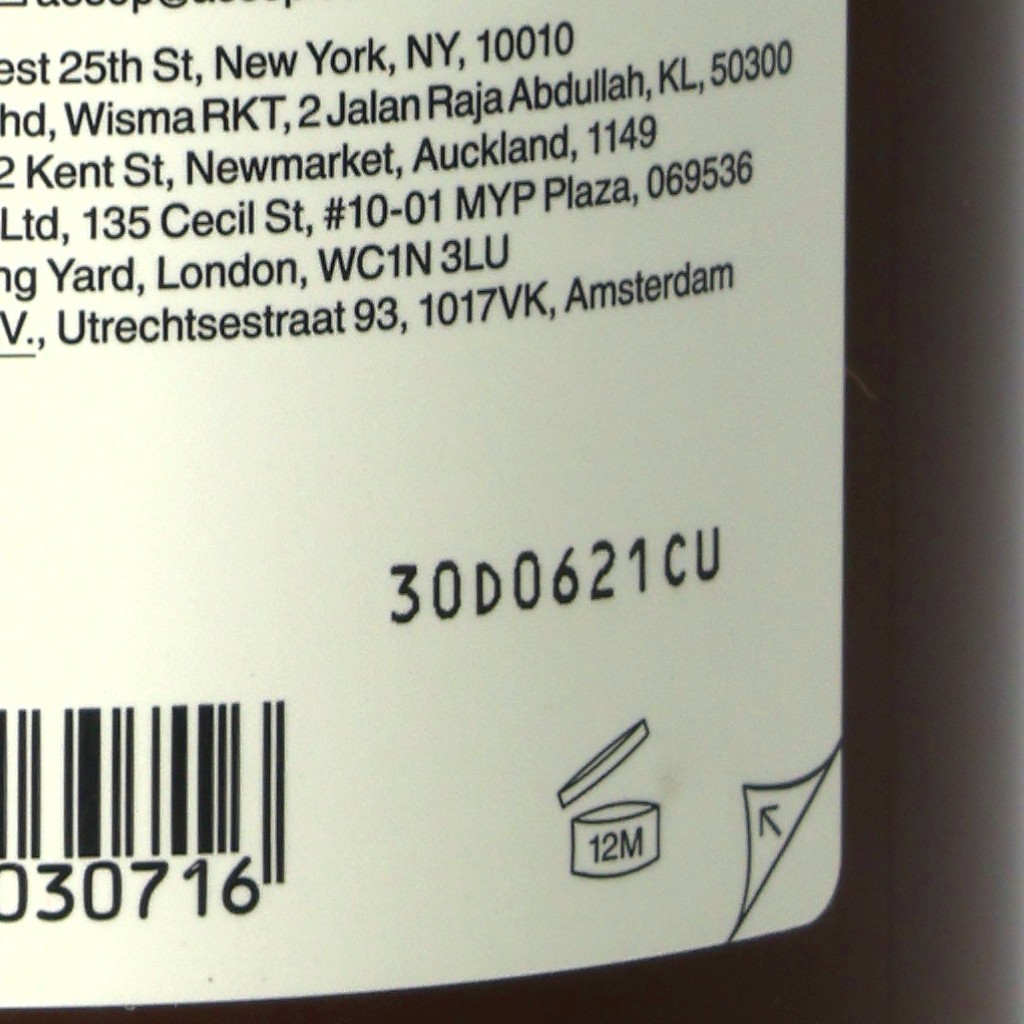 est 25th St, New York, NY, 10010
hd, Wisma RKT, 2 Jalan Raja Abdullah, KL, 50300
2 Kent St, Newmarket, Auckland, 1149
Ltd, 135 Cecil St, #10-01 MYP Plaza, 069536
ng Yard, London, WC1N 3LU
V., Utrechtsestraat 93, 1017VK, Amsterdam
30D0621CU
12M
030716